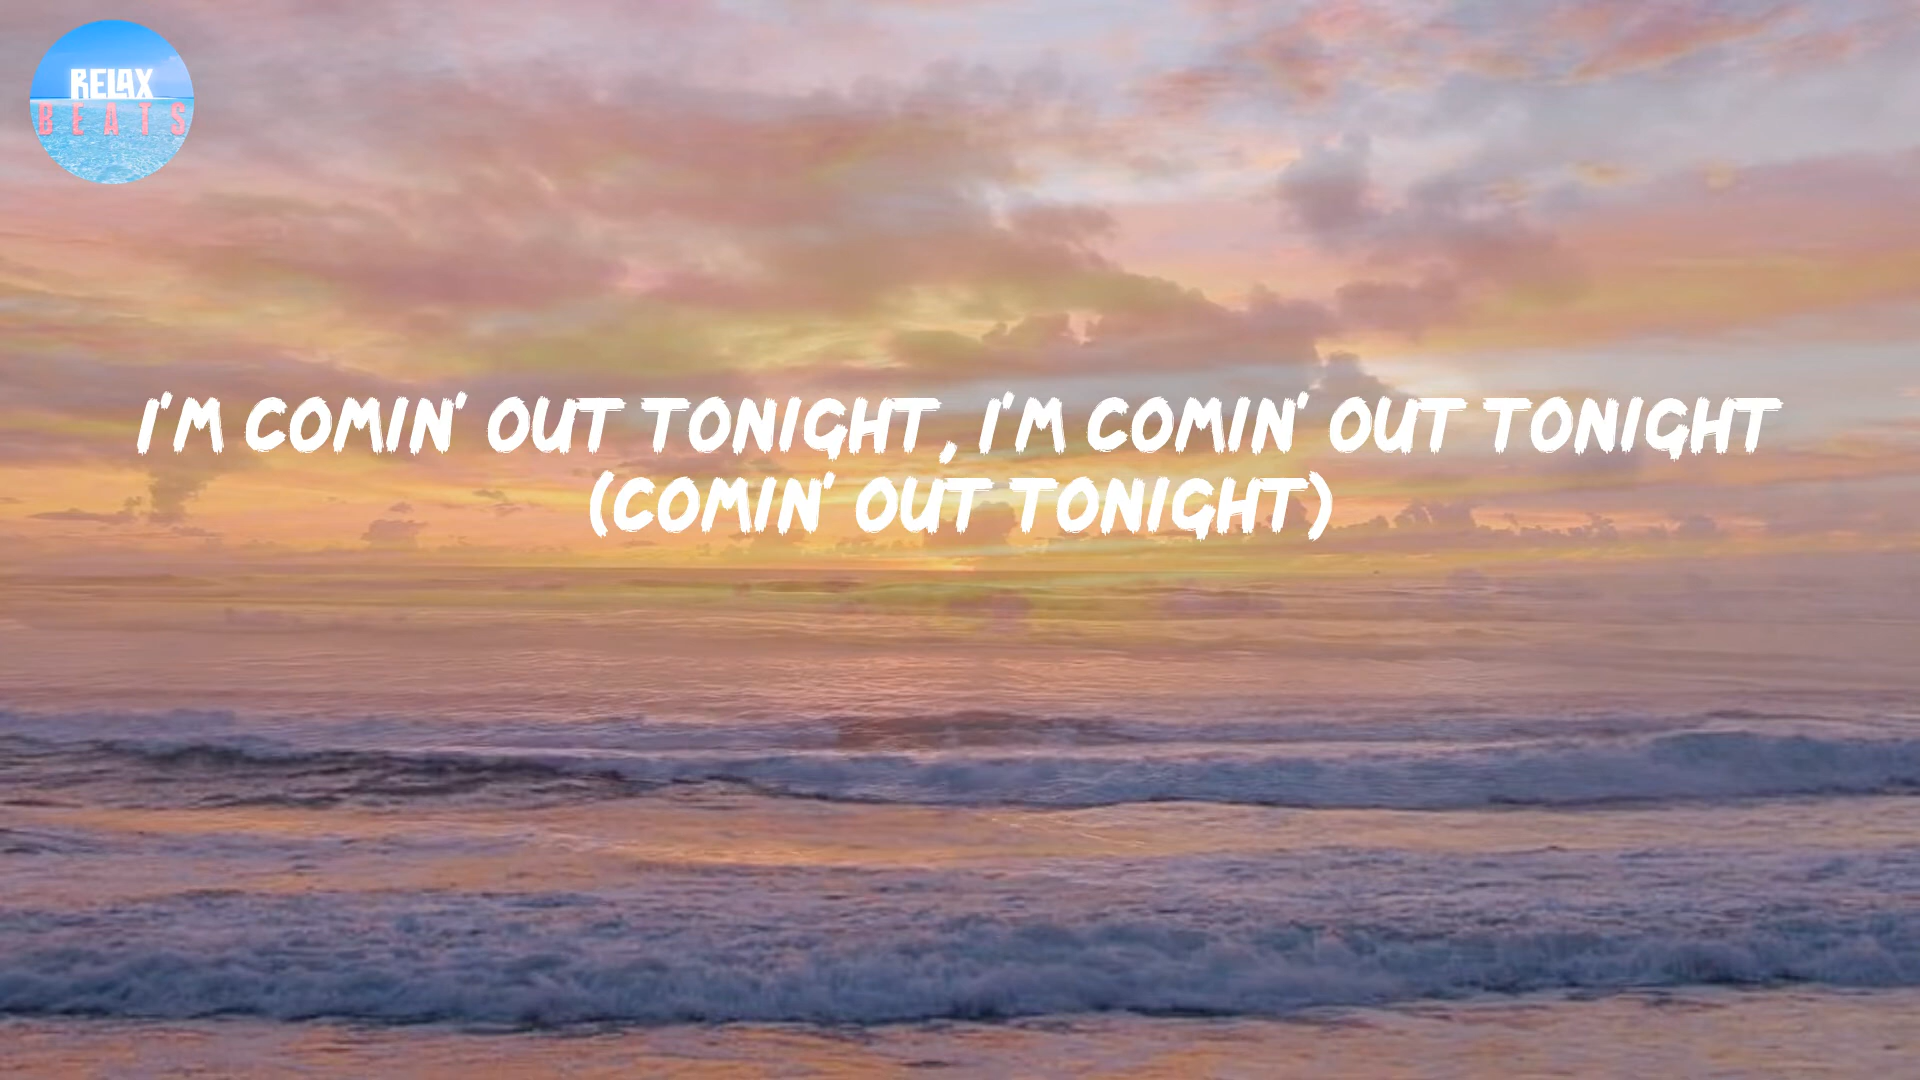 RELAX
BEATS
I'M COMIN' OUT TONIGHT, I'M COMIN' OUT TONIGHT
(COMIN' OUT TONIGHT)